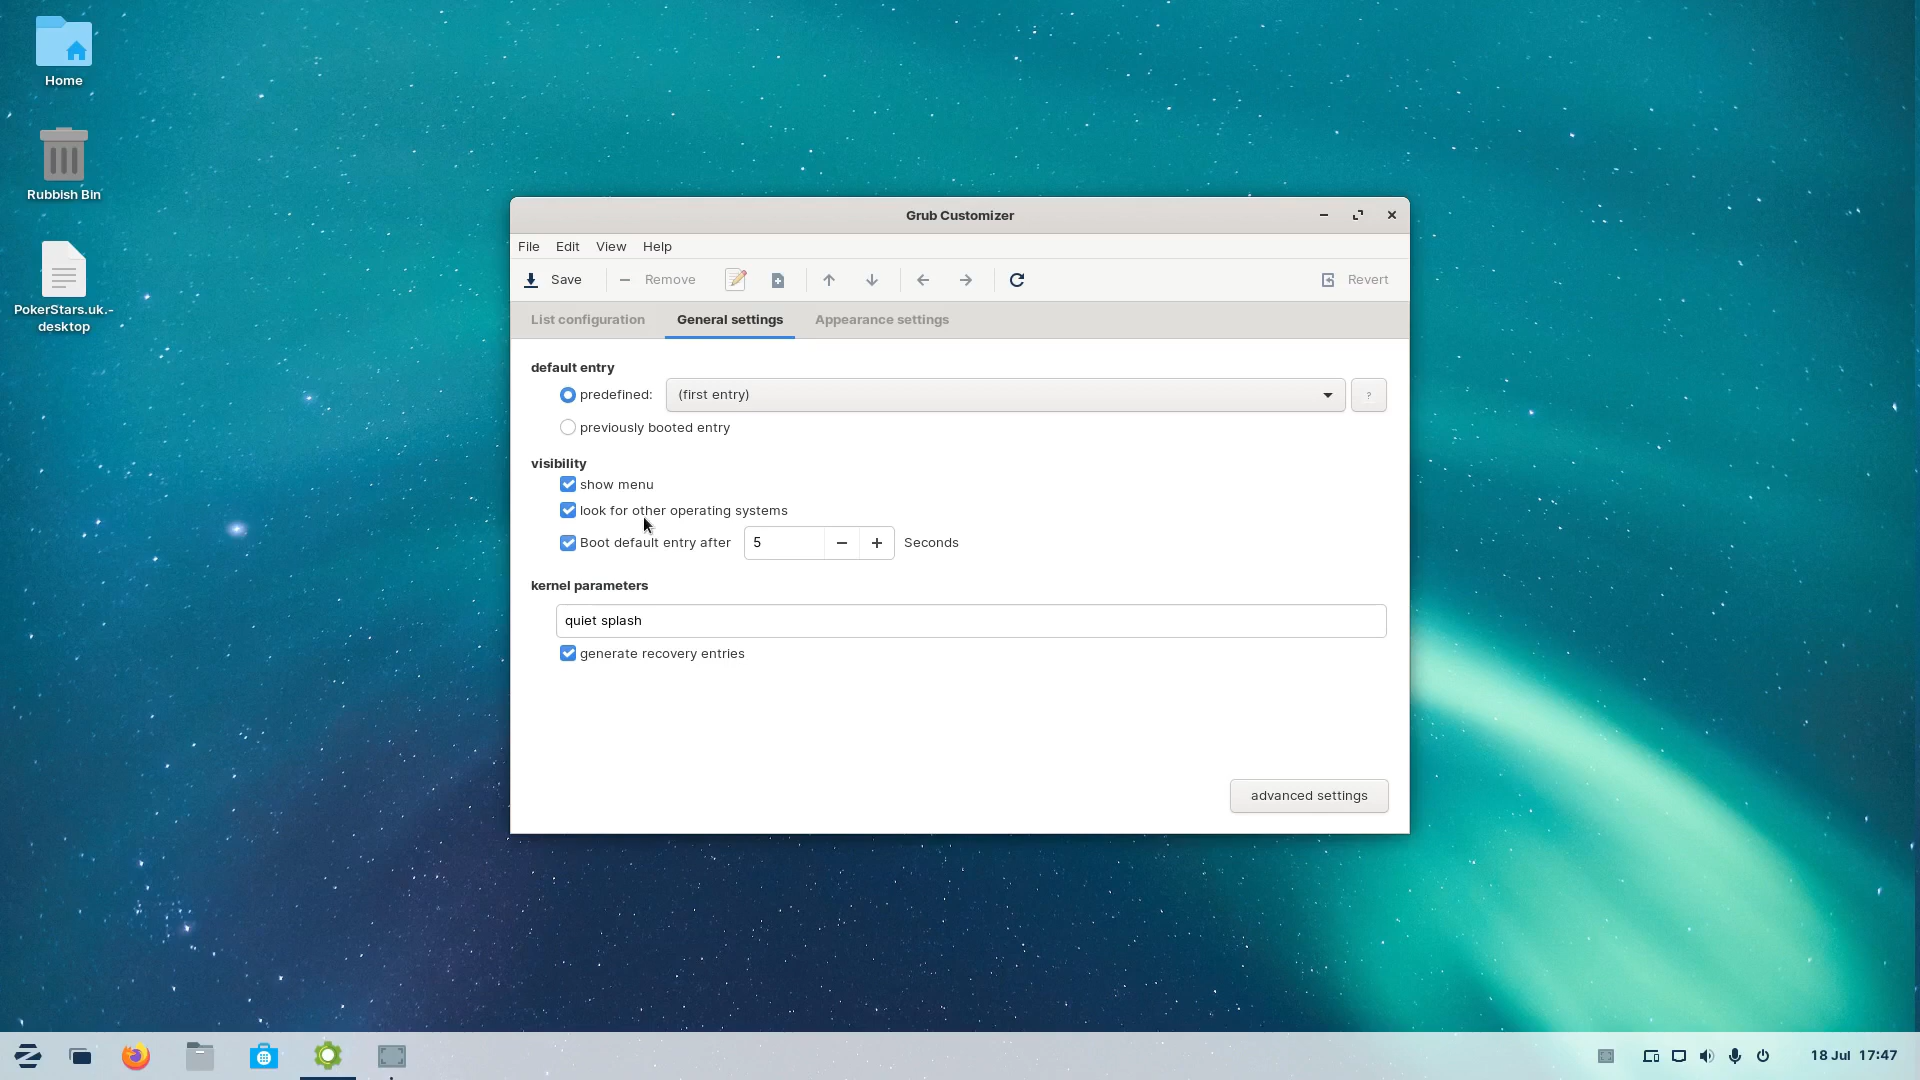 Home
Rubbish Bin
PokerStars.uk.-
desktop
Grub Customizer
File Edit View Help
Save Remove Revert
List configuration General settings Appearance settings
default entry
predefined: (first entry) ?
previously booted entry
visibility
show menu
look for other operating systems
Boot default entry after 5 Seconds
kernel parameters
quiet splash
generate recovery entries
advanced settings
18 Jul 17:47